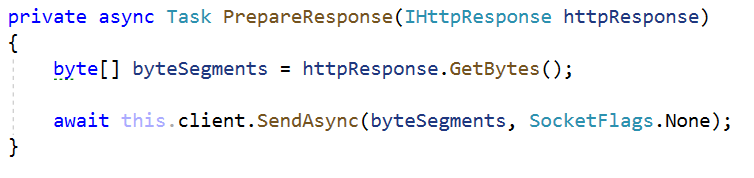 private async Task PrepareResponse(IHttpResponse httpResponse)
{
    byte[] byteSegments = httpResponse.GetBytes();

    await this.client.SendAsync(byteSegments, SocketFlags.None);
}